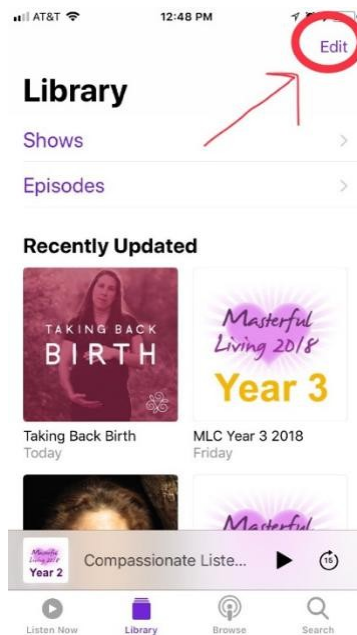 AT&T 12:48 PM
Edit
Library
Shows
Episodes
Recently Updated
TAKING BACK
BIRTH
Masterful
Living 2018
Year 3
Taking Back Birth
MLC Year 3 2018
Today
Friday
Masterful
Masterful
Living 2018
Year 2
Compassionate Liste...
15
Listen Now
Library
Browse
Search